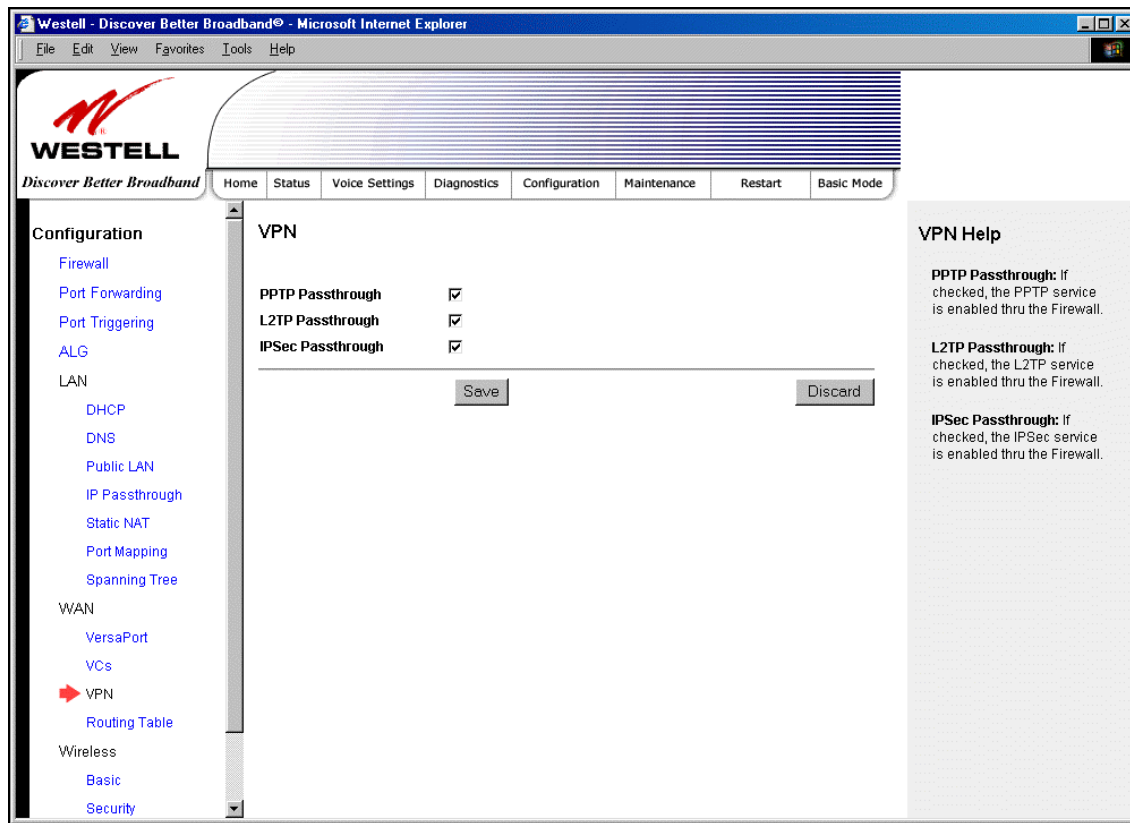 Westell - Discover Better Broadband® - Microsoft Internet Explorer
File Edit View Favorites Tools Help
WESTELL
Discover Better Broadband
Home Status Voice Settings Diagnostics Configuration Maintenance Restart Basic Mode
Configuration
Firewall
Port Forwarding
Port Triggering
ALG
LAN
DHCP
DNS
Public LAN
IP Passthrough
Static NAT
Port Mapping
Spanning Tree
WAN
VersaPort
VCs
VPN
Routing Table
Wireless
Basic
Security
VPN
PPTP Passthrough
L2TP Passthrough
IPSec Passthrough
Save Discard
VPN Help
PPTP Passthrough: If
checked, the PPTP service
is enabled thru the Firewall.
L2TP Passthrough: If
checked, the L2TP service
is enabled thru the Firewall.
IPSec Passthrough: If
checked, the IPSec service
is enabled thru the Firewall.